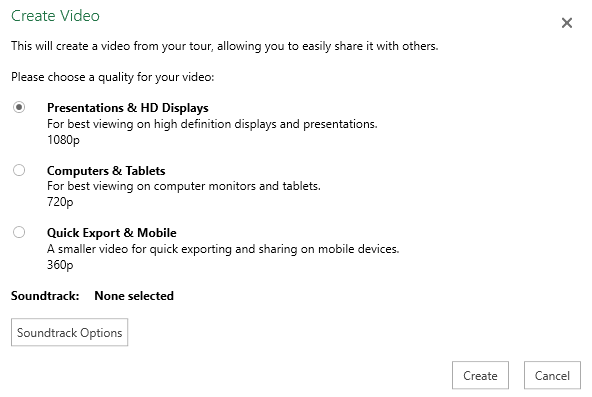 Create Video
This will create a video from your tour, allowing you to easily share it with others.
Please choose a quality for your video:
Presentations & HD Displays
For best viewing on high definition displays and presentations.
1080p
Computers & Tablets
For best viewing on computer monitors and tablets.
720p
Quick Export & Mobile
A smaller video for quick exporting and sharing on mobile devices.
360p
Soundtrack: None selected
Soundtrack Options
Create Cancel